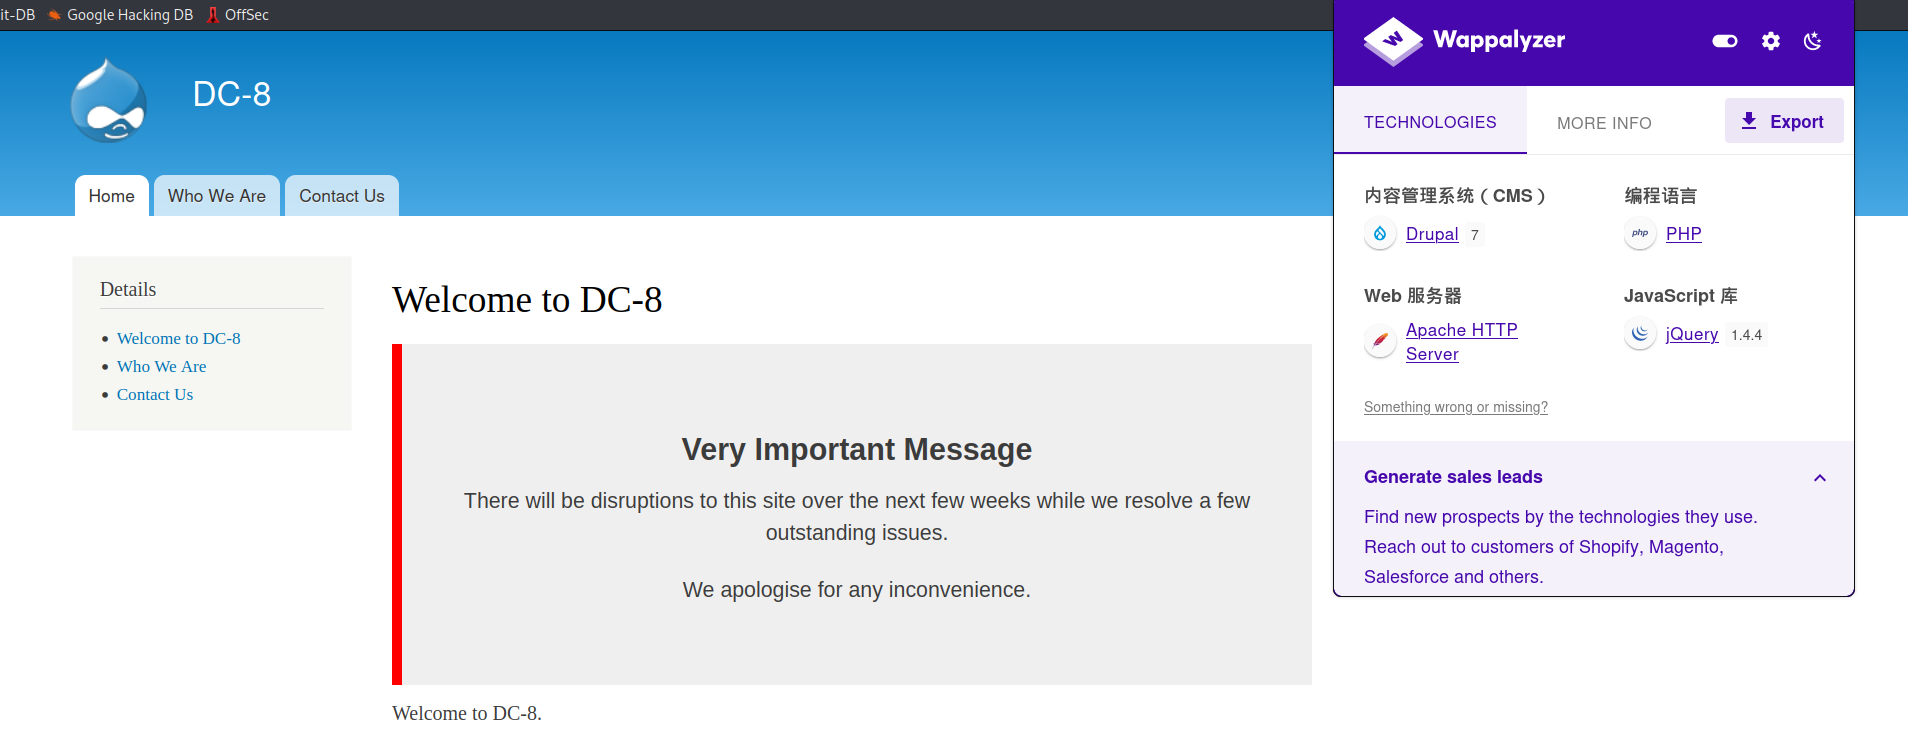 it-DB Google Hacking DB OffSec
DC-8
Home Who We Are Contact Us
Details
Welcome to DC-8
Who We Are
Contact Us
Welcome to DC-8
Very Important Message
There will be disruptions to this site over the next few weeks while we resolve a few
outstanding issues.
We apologise for any inconvenience.
Welcome to DC-8.
W Wappalyzer
TECHNOLOGIES MORE INFO Export
内容管理系统（CMS）
Drupal 7
编程语言
php PHP
Web 服务器
Apache HTTP
Server
JavaScript 库
jQuery 1.4.4
Something wrong or missing?
Generate sales leads
Find new prospects by the technologies they use.
Reach out to customers of Shopify, Magento,
Salesforce and others.